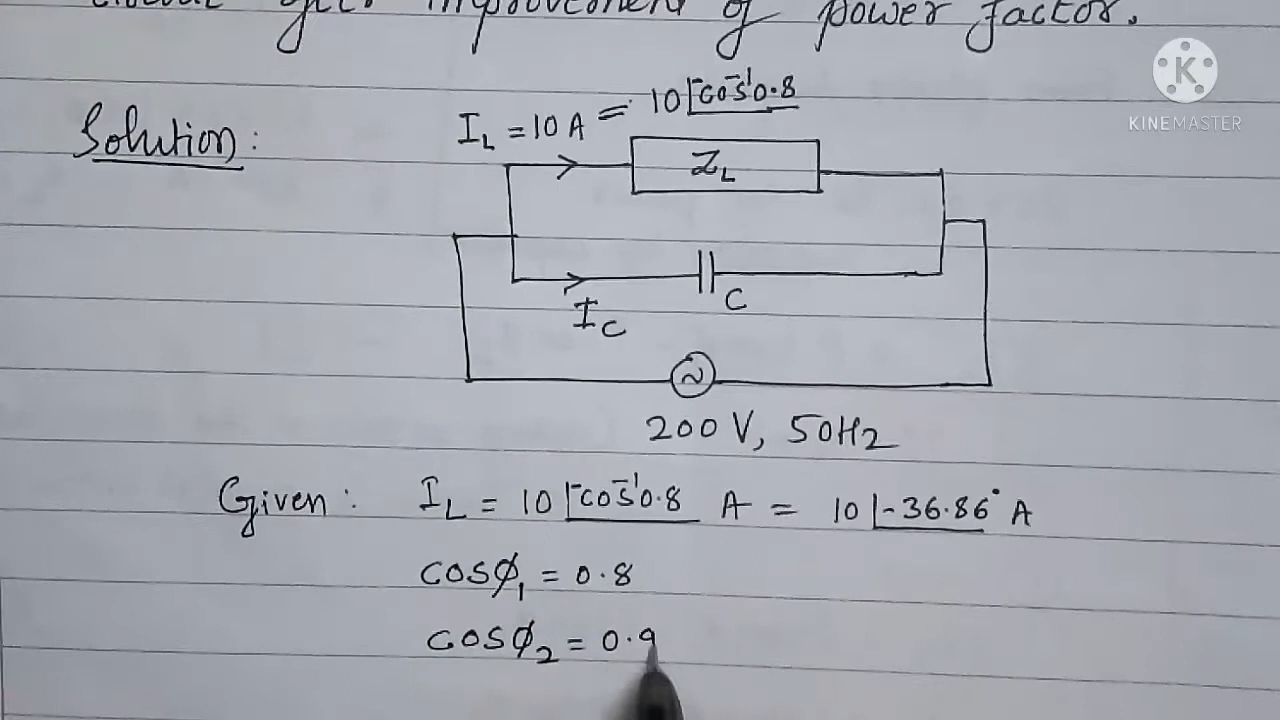 improvement of power factor.
K
KINEMASTER
Solution:
I_L = 10 A = 10∠-cos⁻¹0.8
Z_L
I_C
C
200 V, 50Hz
Given: I_L = 10∠-cos⁻¹0.8 A = 10∠-36.86° A
cosϕ₁ = 0.8
cosϕ₂ = 0.9